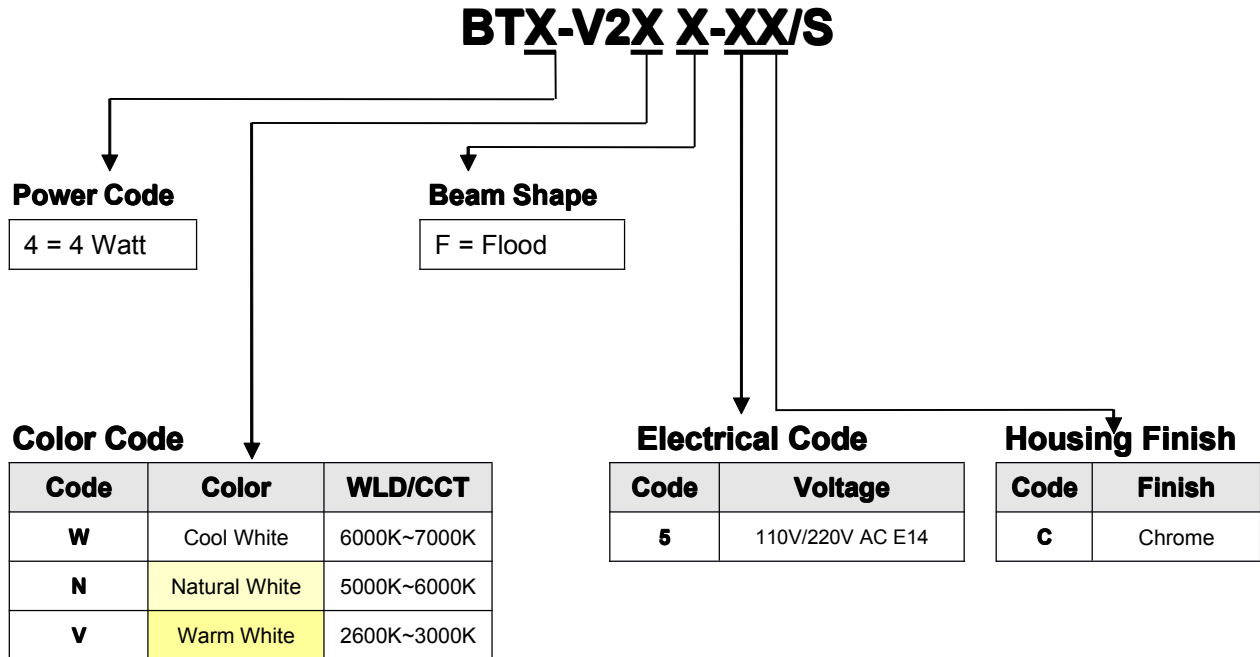 BTX-V2X X-XX/S
Power Code
4 = 4 Watt
Beam Shape
F = Flood
Color Code
Code Color WLD/CCT
W Cool White 6000K~7000K
N Natural White 5000K~6000K
V Warm White 2600K~3000K
Electrical Code
Code Voltage
5 110V/220V AC E14
Housing Finish
Code Finish
C Chrome